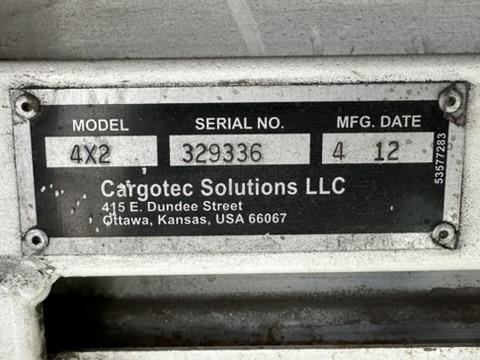 MODEL SERIAL NO. MFG. DATE
4X2 329336 4 12
Cargotec Solutions LLC
415 E. Dundee Street
Ottawa, Kansas, USA 66067
53577283